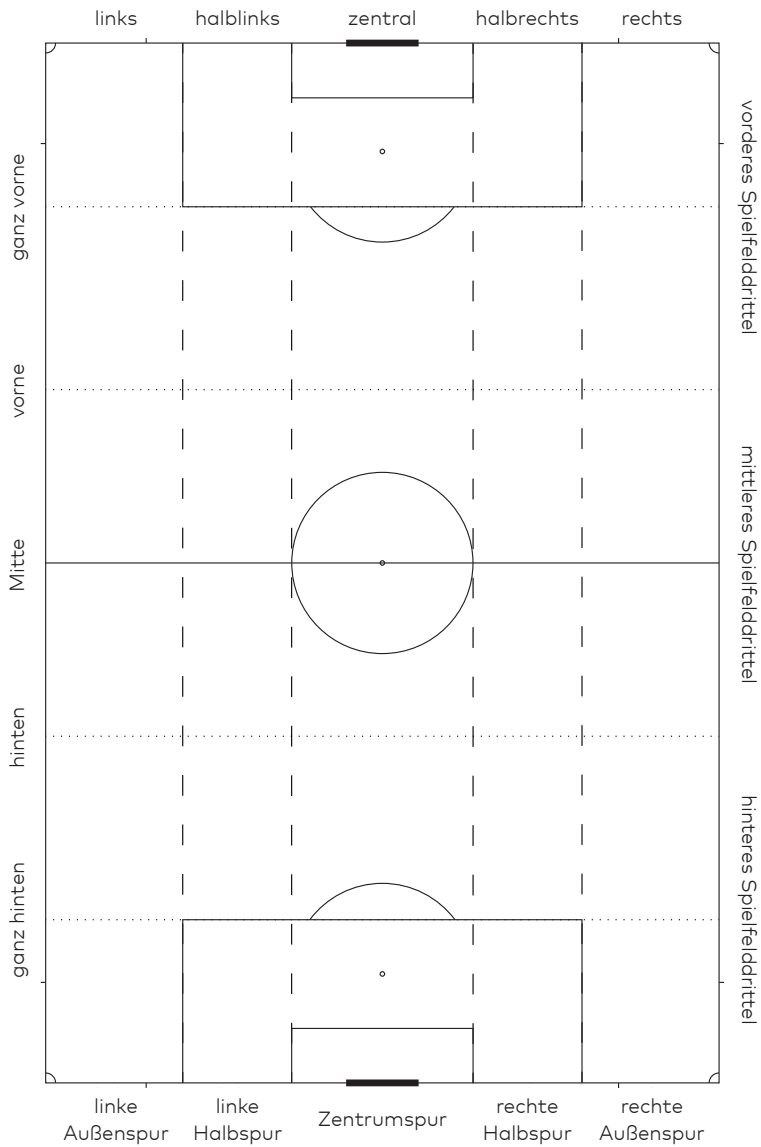 links
halblinks
zentral
halbrechts
rechts
ganz vorne
vorne
Mitte
hinten
ganz hinten
vorderes Spielfelddrittel
mittleres Spielfelddrittel
hinteres Spielfelddrittel
linke
Außenspur
linke
Halbspur
Zentrumspur
rechte
Halbspur
rechte
Außenspur